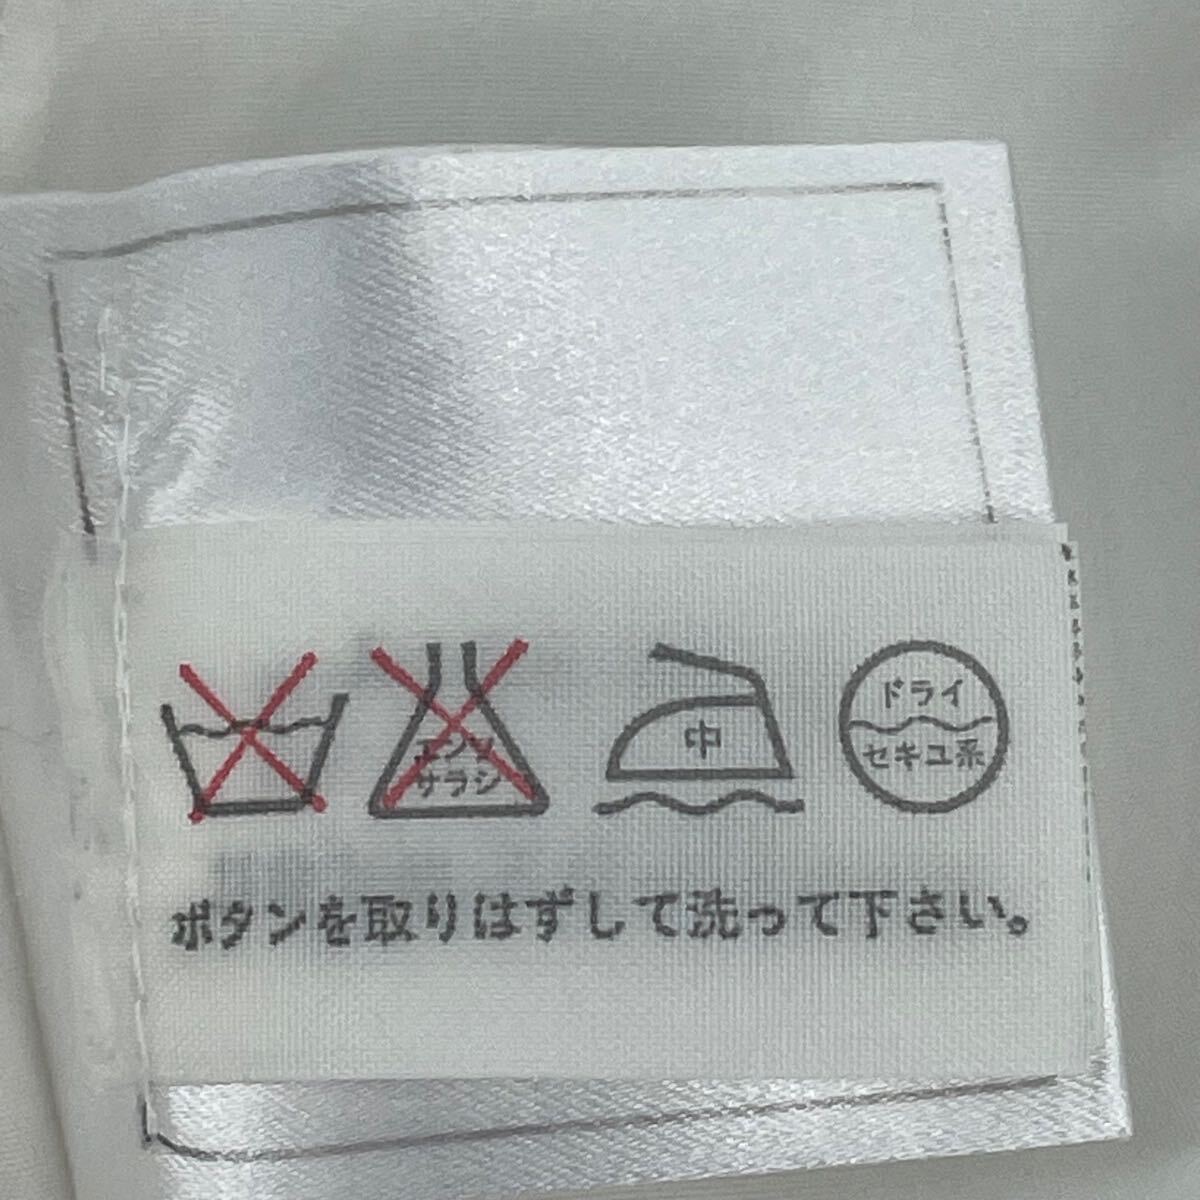 エンソ
サラシ
中
ドライ
セキユ系
ボタンを取りはずして洗って下さい。